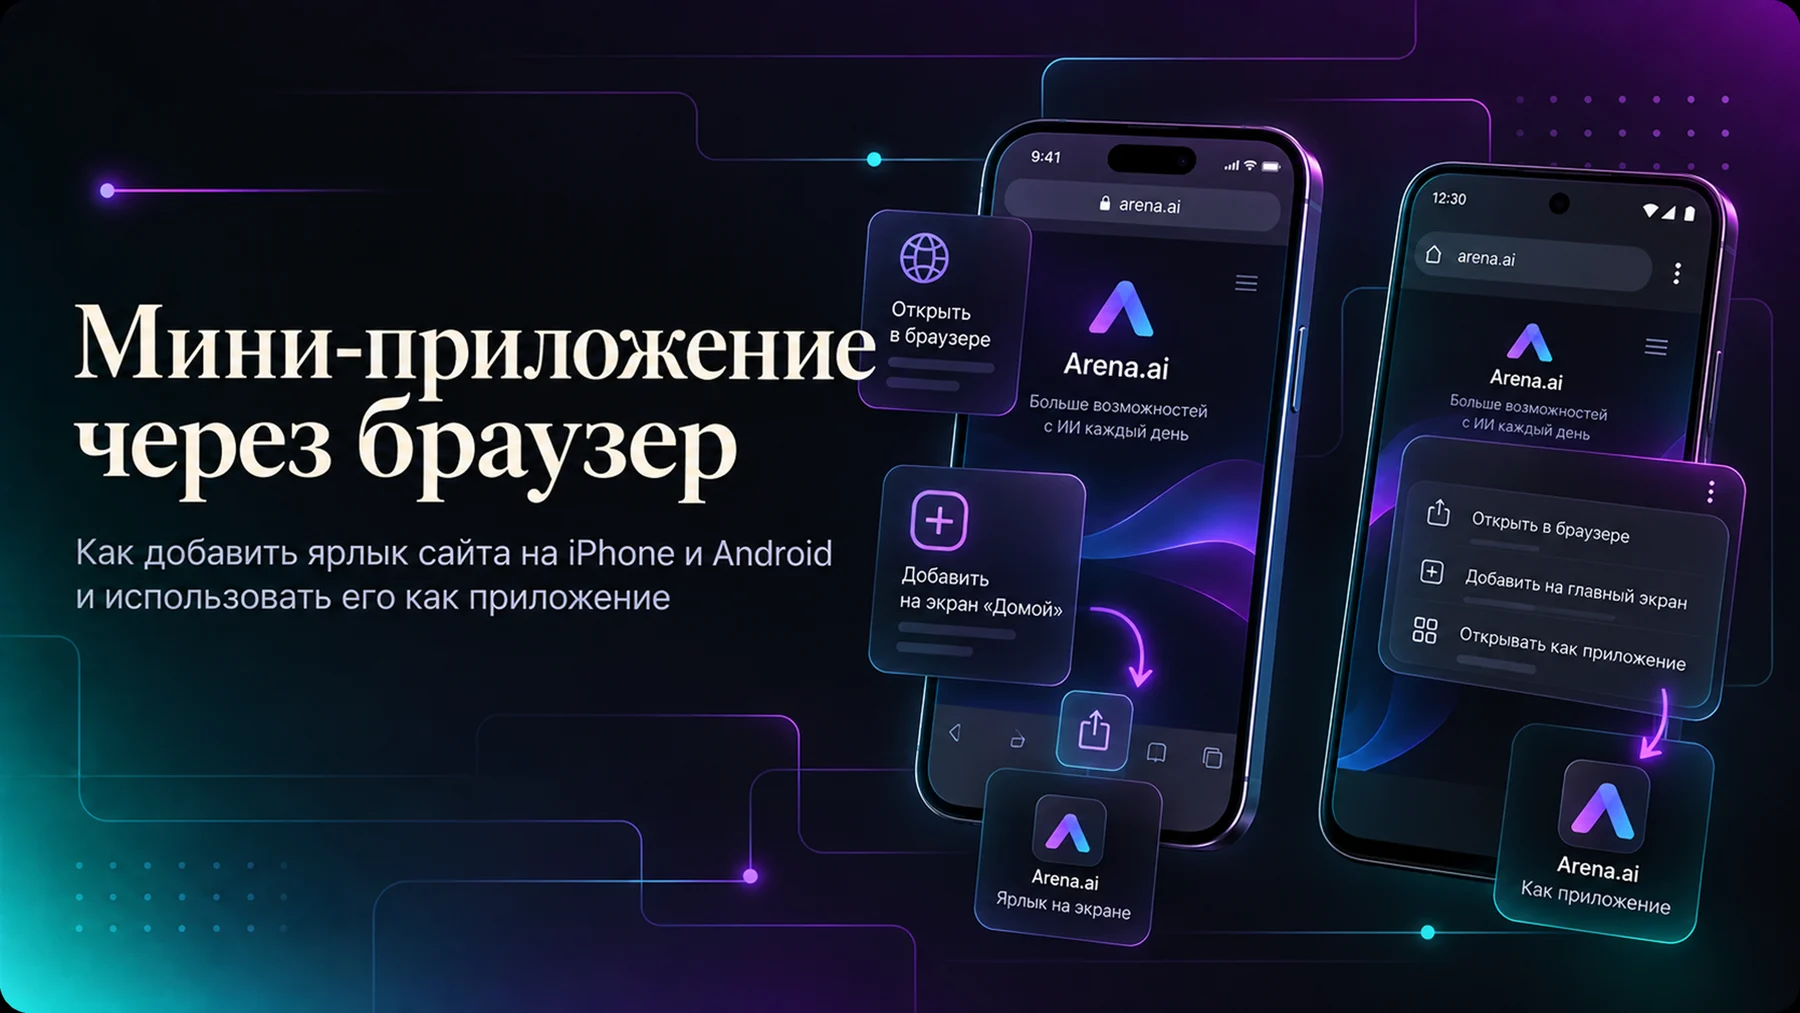 Мини-приложение
через браузер
Как добавить ярлык сайта на iPhone и Android
и использовать его как приложение
9:41
arena.ai
Открыть
в браузере
Arena.ai
Больше возможностей
с ИИ каждый день
Добавить
на экран «Домой»
Arena.ai
Ярлык на экране
12:30
arena.ai
Arena.ai
Больше возможностей
с ИИ каждый день
Открыть в браузере
Добавить на главный экран
Открывать как приложение
Arena.ai
Как приложение